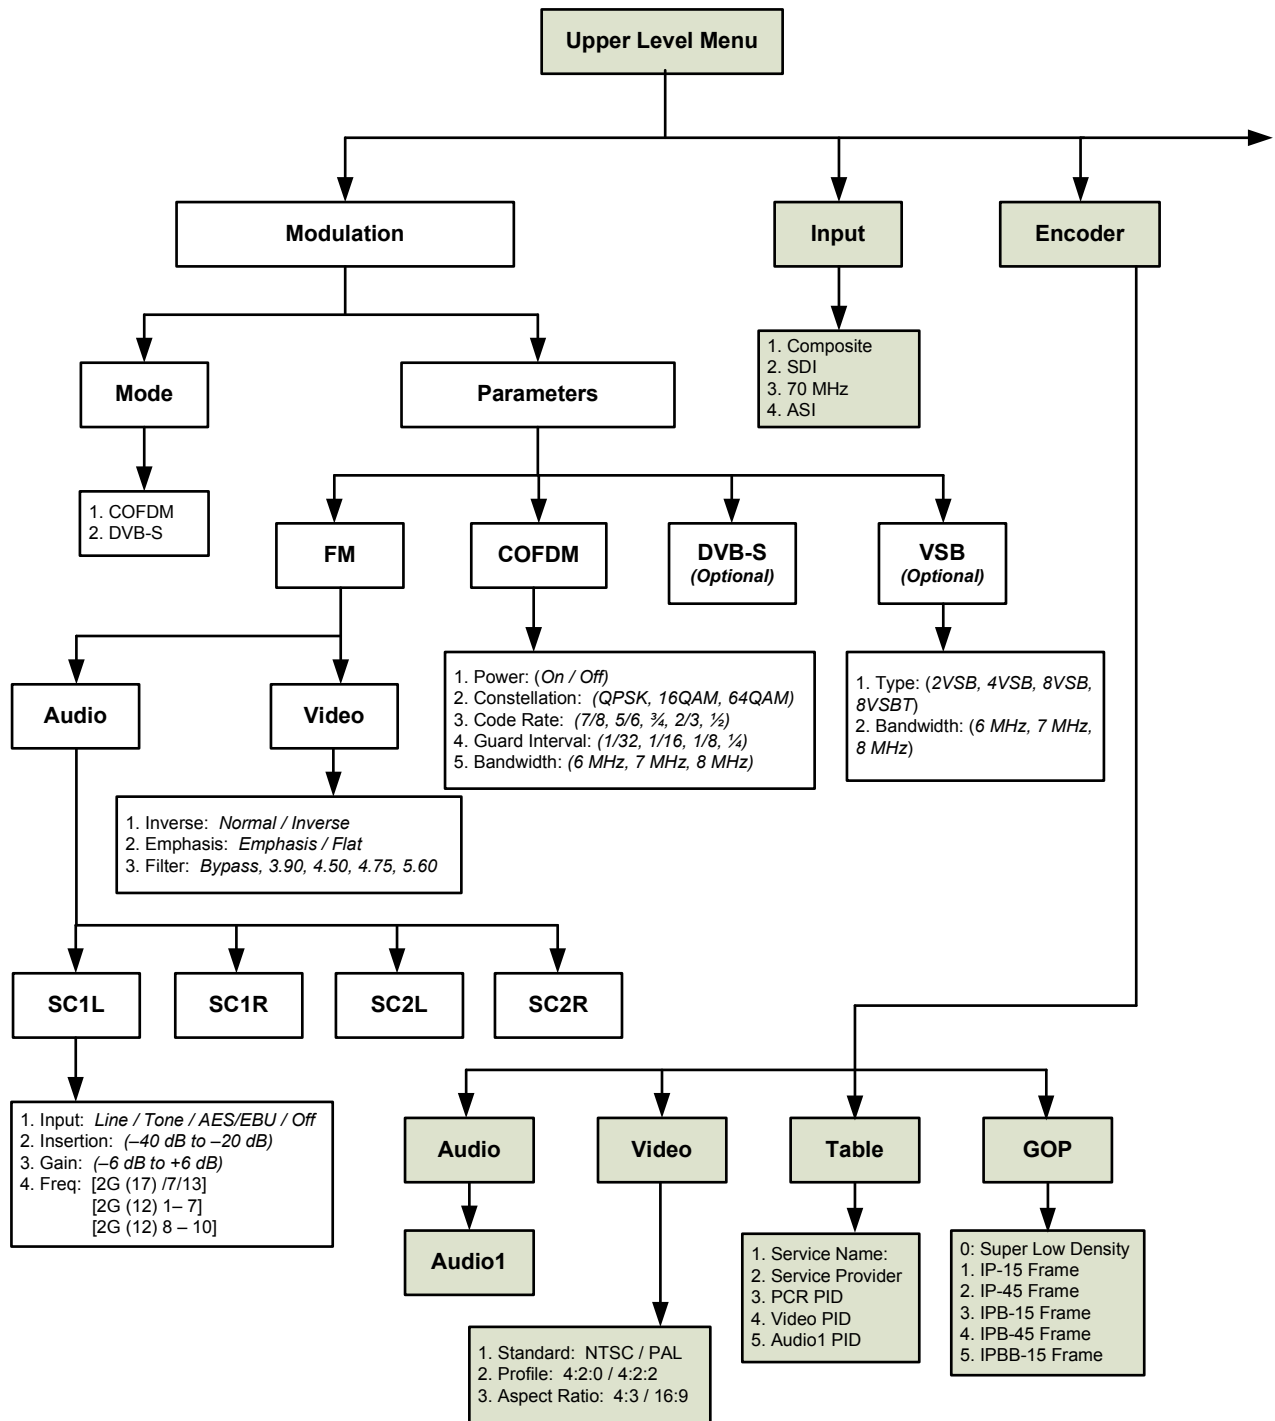 Upper Level Menu
Modulation
Input
Encoder
Mode
Parameters
1. Composite
2. SDI
3. 70 MHz
4. ASI
1. COFDM
2. DVB-S
FM
COFDM
DVB-S
(Optional)
VSB
(Optional)
Audio
Video
1. Power: (On / Off)
2. Constellation: (QPSK, 16QAM, 64QAM)
3. Code Rate: (7/8, 5/6, ¾, 2/3, ½)
4. Guard Interval: (1/32, 1/16, 1/8, ¼)
5. Bandwidth: (6 MHz, 7 MHz, 8 MHz)
1. Type: (2VSB, 4VSB, 8VSB,
8VSBT)
2. Bandwidth: (6 MHz, 7 MHz,
8 MHz)
1. Inverse: Normal / Inverse
2. Emphasis: Emphasis / Flat
3. Filter: Bypass, 3.90, 4.50, 4.75, 5.60
SC1L
SC1R
SC2L
SC2R
1. Input: Line / Tone / AES/EBU / Off
2. Insertion: (–40 dB to –20 dB)
3. Gain: (–6 dB to +6 dB)
4. Freq: [2G (17) /7/13]
[2G (12) 1– 7]
[2G (12) 8 – 10]
Audio
Video
Table
GOP
Audio1
1. Service Name:
2. Service Provider
3. PCR PID
4. Video PID
5. Audio1 PID
0: Super Low Density
1. IP-15 Frame
2. IP-45 Frame
3. IPB-15 Frame
4. IPB-45 Frame
5. IPBB-15 Frame
1. Standard: NTSC / PAL
2. Profile: 4:2:0 / 4:2:2
3. Aspect Ratio: 4:3 / 16:9